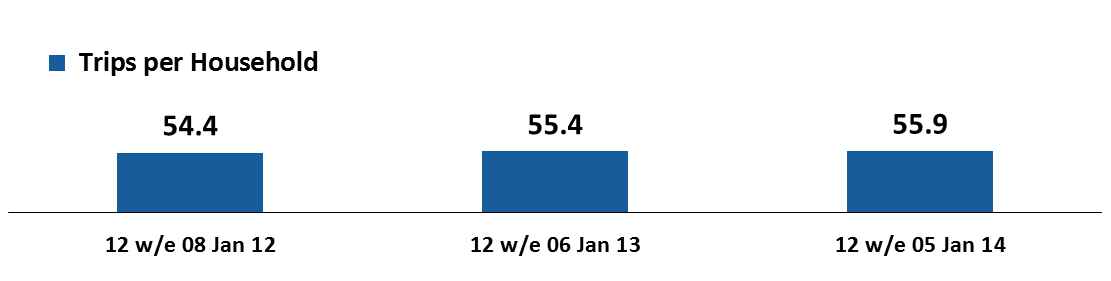 Trips per Household
54.4 55.4 55.9
12 w/e 08 Jan 12 12 w/e 06 Jan 13 12 w/e 05 Jan 14